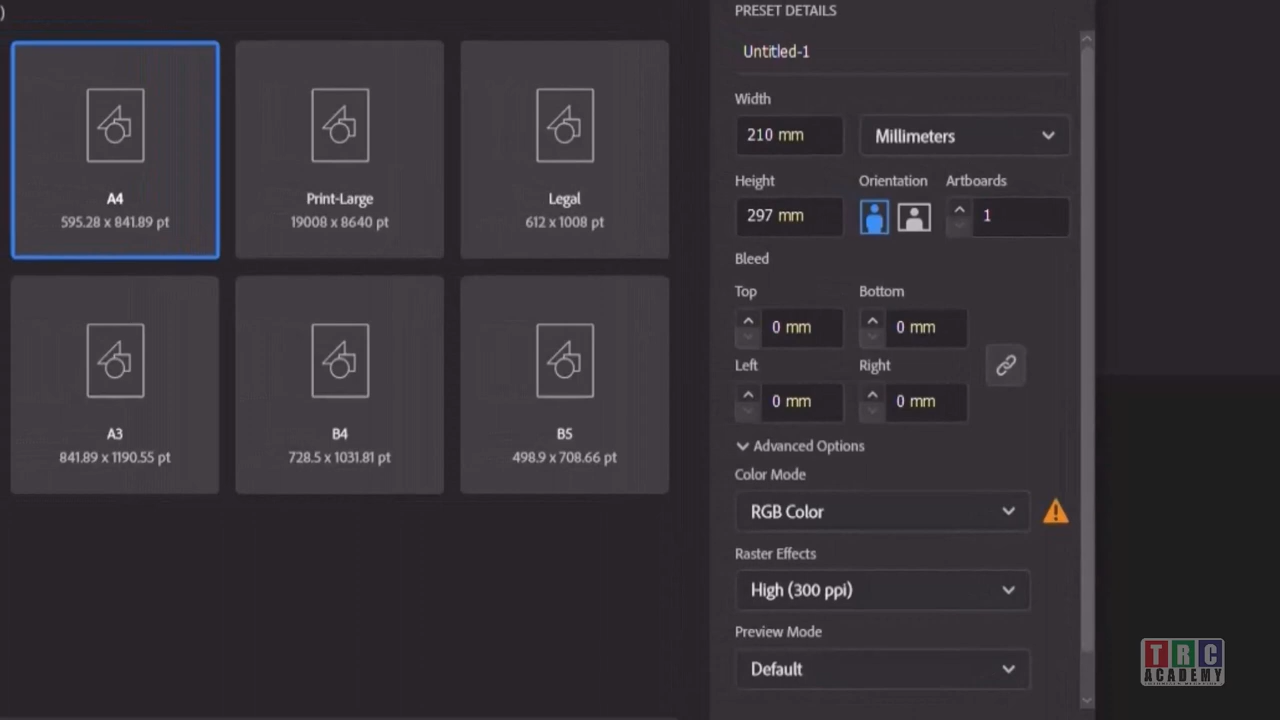 )
PRESET DETAILS
Untitled-1
Width
210 mm
Millimeters
Height
Orientation
Artboards
297 mm
1
Bleed
Top
Bottom
0 mm
0 mm
Left
Right
0 mm
0 mm
Advanced Options
Color Mode
RGB Color
Raster Effects
High (300 ppi)
Preview Mode
Default
A4
595.28 x 841.89 pt
Print-Large
19008 x 8640 pt
Legal
612 x 1008 pt
A3
841.89 x 1190.55 pt
B4
728.5 x 1031.81 pt
B5
498.9 x 708.66 pt
TRC
ACADEMY